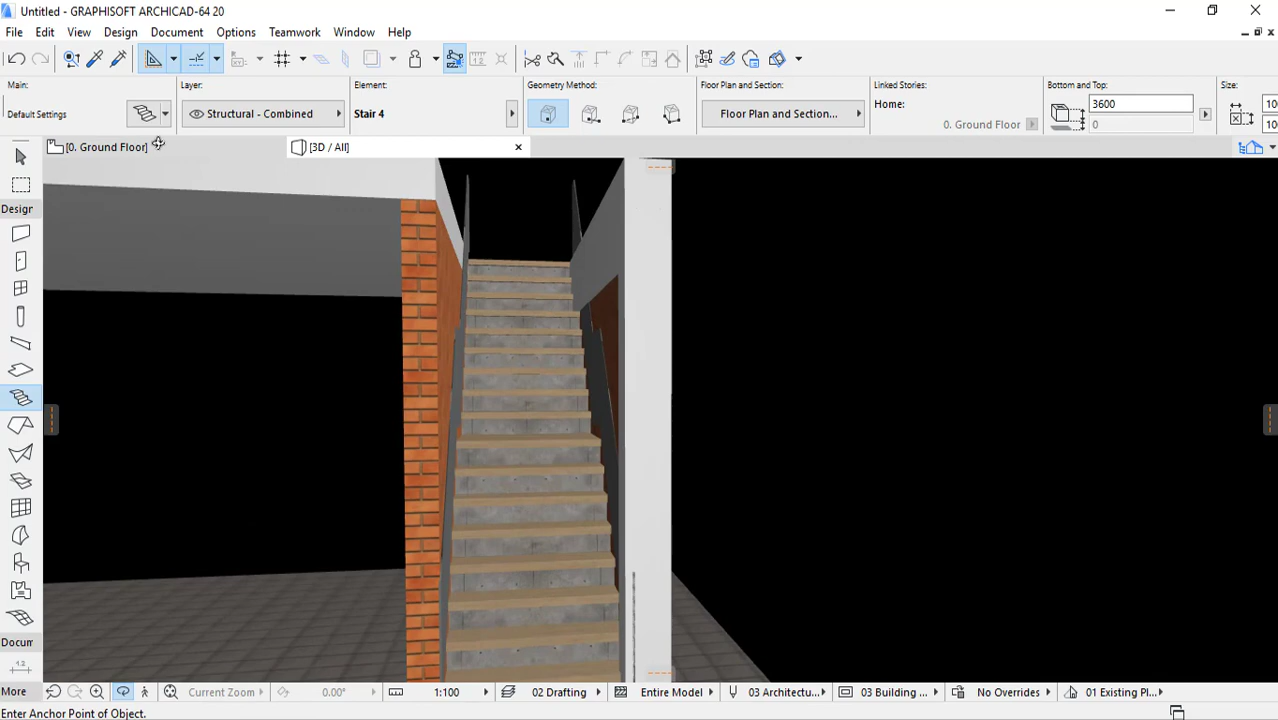 Untitled - GRAPHISOFT ARCHICAD-64 20
File Edit View Design Document Options Teamwork Window Help
Main: Layer: Element: Geometry Method: Floor Plan and Section: Linked Stories: Bottom and Top: Size:
Default Settings Structural - Combined Stair 4 Floor Plan and Section... Home: 3600
0. Ground Floor 0
[0. Ground Floor] [3D / All]
Design
Docum
1.2
More Current Zoom 0.00° 1:100 02 Drafting Entire Model 03 Architectu... 03 Building ... No Overrides 01 Existing Pl...
Enter Anchor Point of Object.